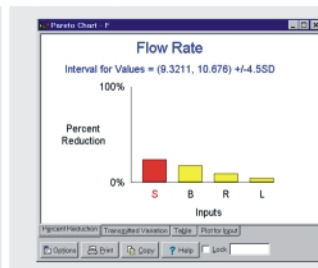 Pareto Chart - F
Flow Rate
Interval for Values = (9.3211, 10.676) +/-4.5SD
100%
Percent
Reduction
0%
S B R L
Inputs
Percent Reduction Transmitted Variation Table Plot for Input
Options Print Copy ? Help Lock